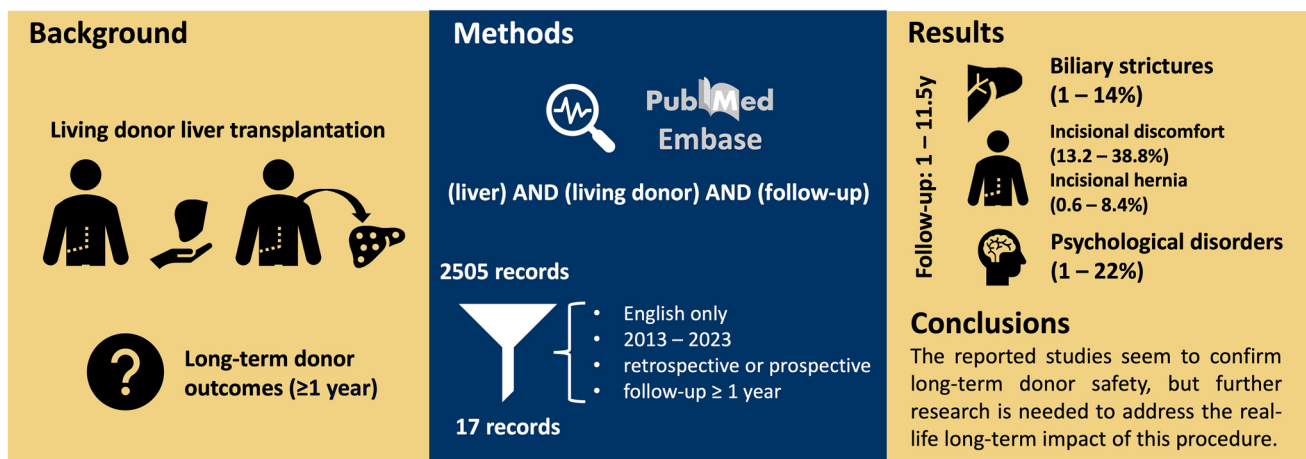 Background
Living donor liver transplantation
?
Long-term donor
outcomes (≥1 year)
Methods
PubMed
Embase
(liver) AND (living donor) AND (follow-up)
2505 records
• English only
• 2013 – 2023
• retrospective or prospective
• follow-up ≥ 1 year
17 records
Results
Follow-up: 1 – 11.5y
Biliary strictures
(1 – 14%)
Incisional discomfort
(13.2 – 38.8%)
Incisional hernia
(0.6 – 8.4%)
Psychological disorders
(1 – 22%)
Conclusions
The reported studies seem to confirm
long-term donor safety, but further
research is needed to address the real-
life long-term impact of this procedure.